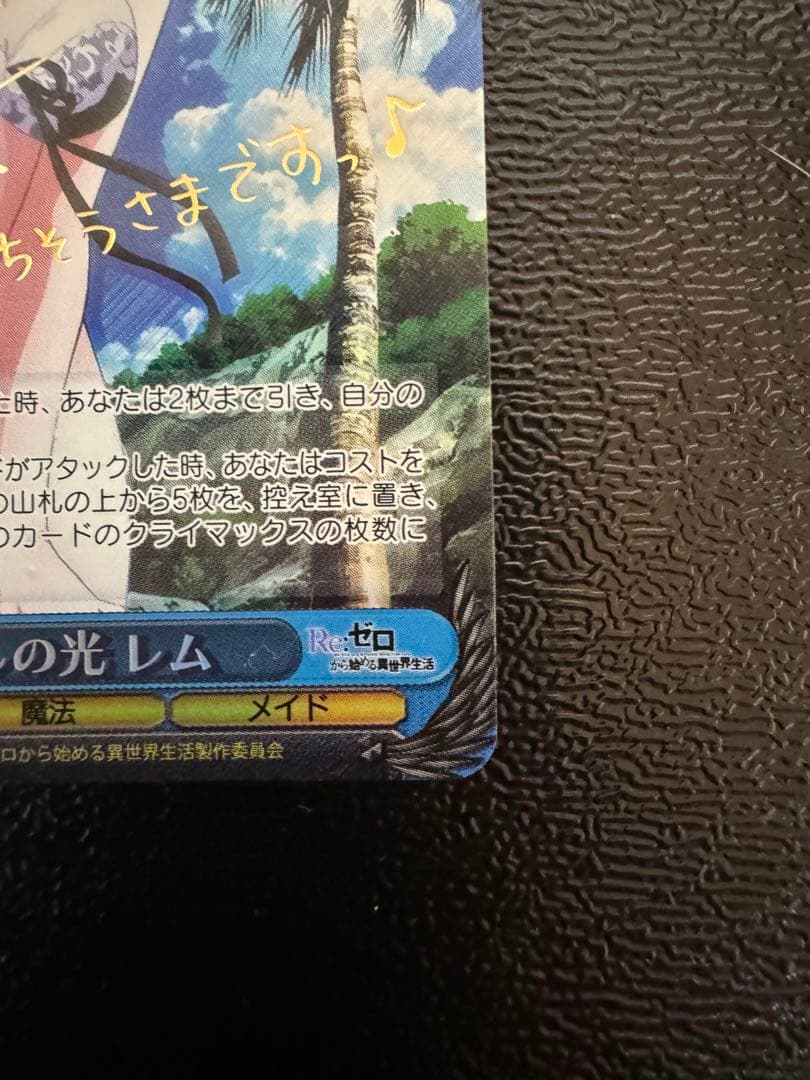 ちそうさまですっ♪
た時、あなたは2枚まで引き、自分の
がアタックした時、あなたはコストを
の山札の上から5枚を、控え室に置き、
のカードのクライマックスの枚数に
の光 レム
Re:ゼロ
から始める異世界生活
魔法
メイド
ロから始める異世界生活製作委員会